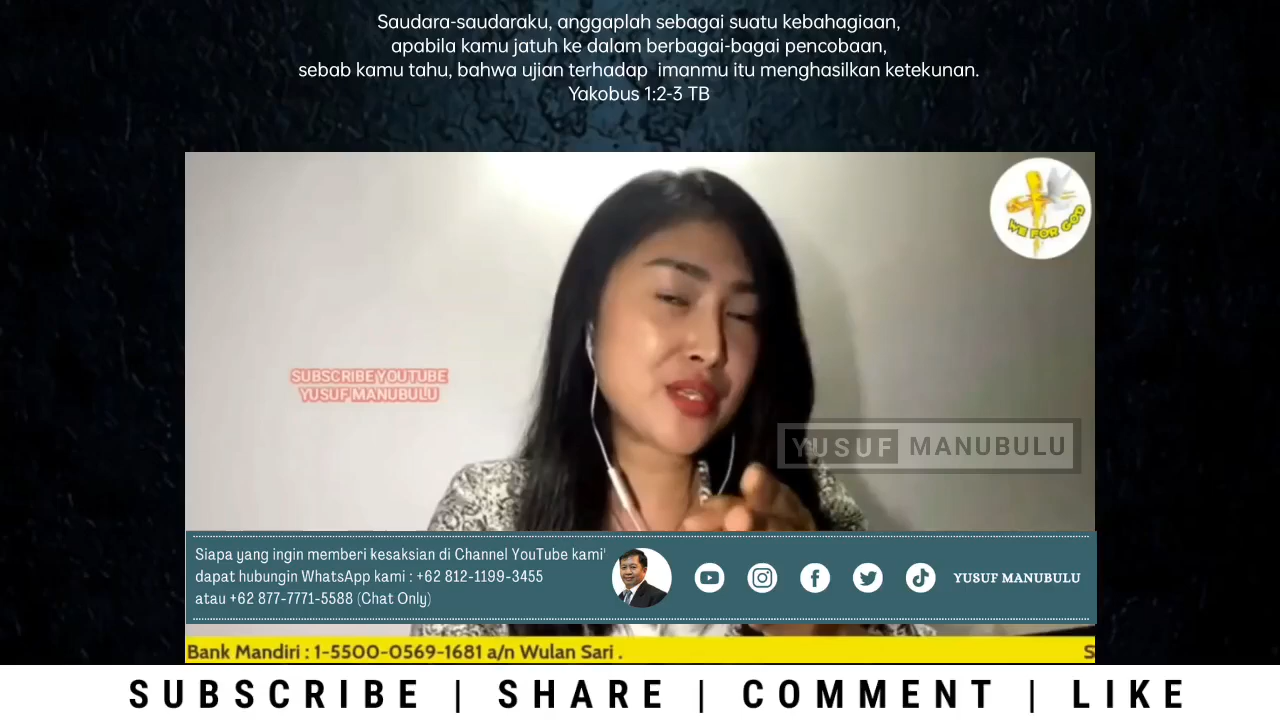 Saudara-saudaraku, anggaplah sebagai suatu kebahagiaan,
apabila kamu jatuh ke dalam berbagai-bagai pencobaan,
sebab kamu tahu, bahwa ujian terhadap imanmu itu menghasilkan ketekunan.
Yakobus 1:2-3 TB
WE FOR GOD
SUBSCRIBE YOUTUBE
YUSUF MANUBULU
YUSUF MANUBULU
Siapa yang ingin memberi kesaksian di Channel YouTube kami'
dapat hubungin WhatsApp kami : +62 812-1199-3455
atau +62 877-7771-5588 (Chat Only)
YUSUF MANUBULU
Bank Mandiri : 1-5500-0569-1681 a/n Wulan Sari . S
SUBSCRIBE | SHARE | COMMENT | LIKE